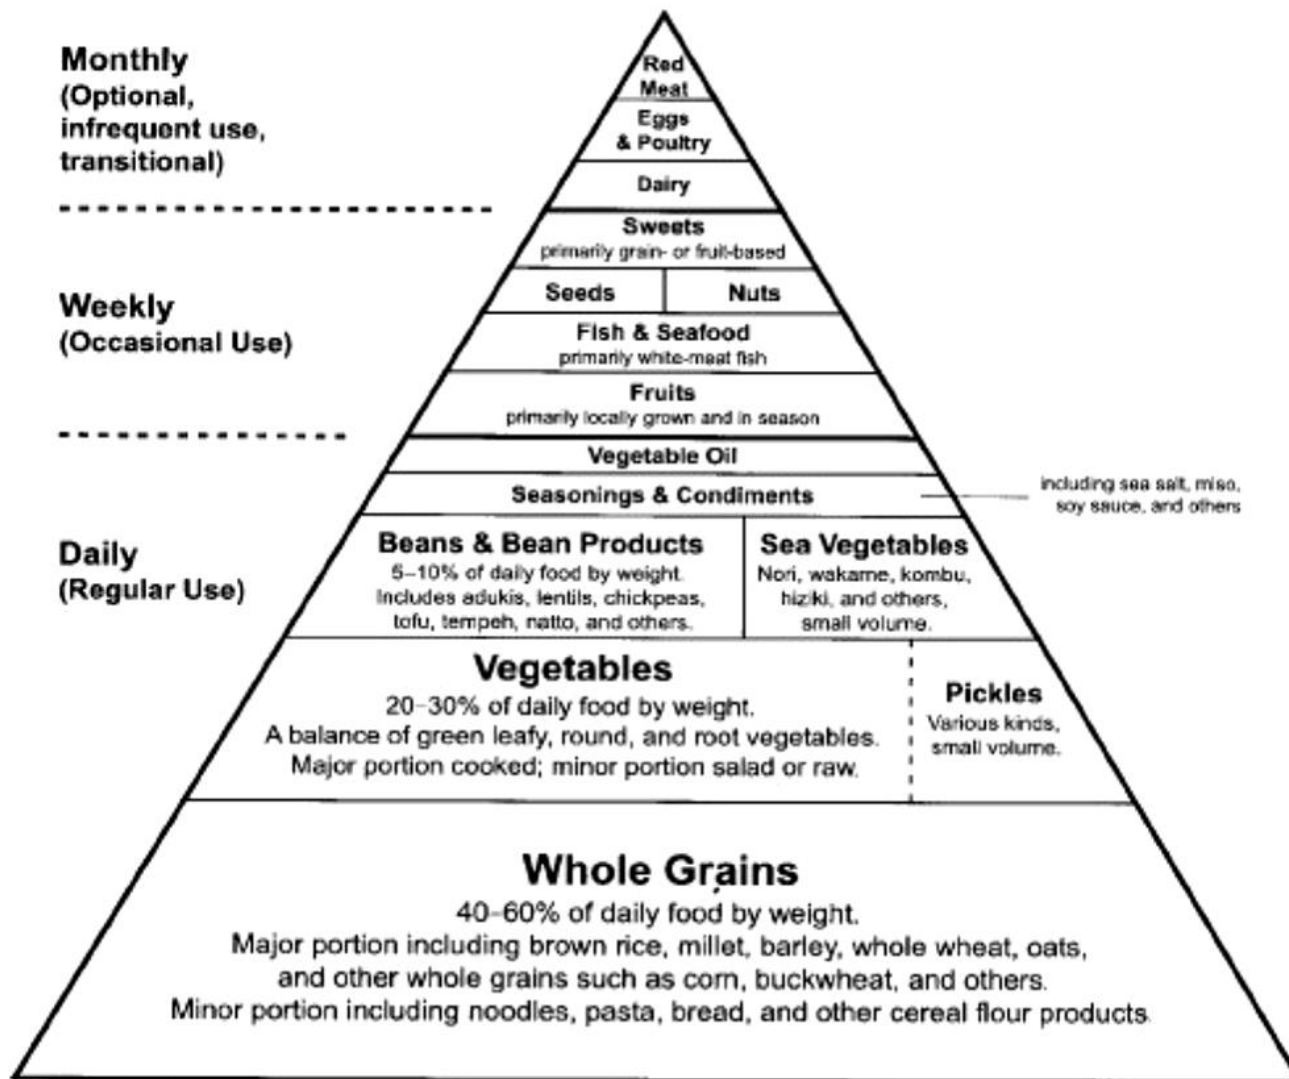 Monthly
(Optional,
infrequent use,
transitional)
Red
Meat
Eggs
& Poultry
Dairy
Weekly
(Occasional Use)
Sweets
primarily grain- or fruit-based
Seeds
Nuts
Fish & Seafood
primarily white-meat fish
Fruits
primarily locally grown and in season
Daily
(Regular Use)
Vegetable Oil
Seasonings & Condiments
including sea salt, miso,
soy sauce, and others
Beans & Bean Products
5–10% of daily food by weight.
Includes adukis, lentils, chickpeas,
tofu, tempeh, natto, and others.
Sea Vegetables
Nori, wakame, kombu,
hiziki, and others,
small volume.
Vegetables
20–30% of daily food by weight.
A balance of green leafy, round, and root vegetables.
Major portion cooked; minor portion salad or raw.
Pickles
Various kinds,
small volume.
Whole Grains
40–60% of daily food by weight.
Major portion including brown rice, millet, barley, whole wheat, oats,
and other whole grains such as corn, buckwheat, and others.
Minor portion including noodles, pasta, bread, and other cereal flour products.